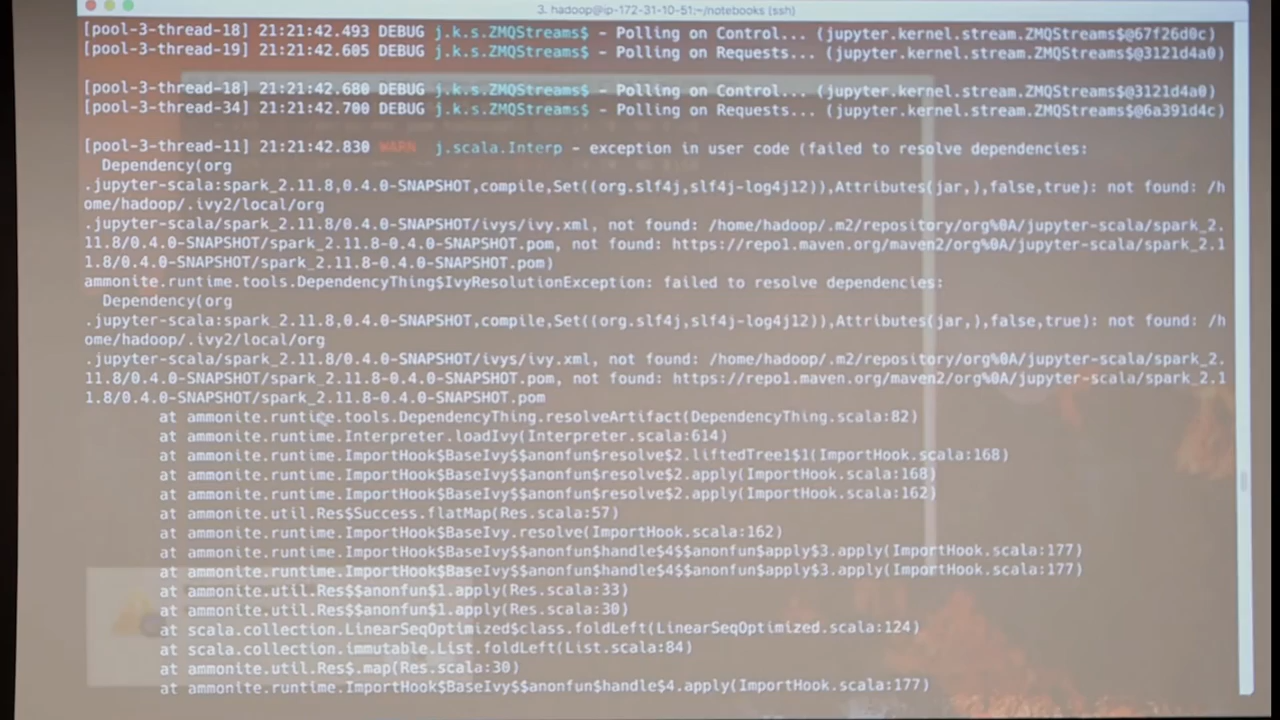 3. hadoop@ip-172-31-10-51:~/notebooks (ssh)
[pool-3-thread-18] 21:21:42.493 DEBUG j.k.s.ZMQStreams$ - Polling on Control... (jupyter.kernel.stream.ZMQStreams$@67f26d0c)
[pool-3-thread-19] 21:21:42.605 DEBUG j.k.s.ZMQStreams$ - Polling on Requests... (jupyter.kernel.stream.ZMQStreams$@3121d4a0)
[pool-3-thread-18] 21:21:42.680 DEBUG j.k.s.ZMQStreams$ - Polling on Control... (jupyter.kernel.stream.ZMQStreams$@3121d4a0)
[pool-3-thread-34] 21:21:42.700 DEBUG j.k.s.ZMQStreams$ - Polling on Requests... (jupyter.kernel.stream.ZMQStreams$@6a391d4c)
[pool-3-thread-11] 21:21:42.830 WARN j.scala.Interp - exception in user code (failed to resolve dependencies:
Dependency(org
.jupyter-scala:spark_2.11.8,0.4.0-SNAPSHOT,compile,Set((org.slf4j,slf4j-log4j12)),Attributes(jar,),false,true): not found: /h
ome/hadoop/.ivy2/local/org
.jupyter-scala/spark_2.11.8/0.4.0-SNAPSHOT/ivys/ivy.xml, not found: /home/hadoop/.m2/repository/org%0A/jupyter-scala/spark_2.
11.8/0.4.0-SNAPSHOT/spark_2.11.8-0.4.0-SNAPSHOT.pom, not found: https://repo1.maven.org/maven2/org%0A/jupyter-scala/spark_2.1
1.8/0.4.0-SNAPSHOT/spark_2.11.8-0.4.0-SNAPSHOT.pom)
ammonite.runtime.tools.DependencyThing$IvyResolutionException: failed to resolve dependencies:
Dependency(org
.jupyter-scala:spark_2.11.8,0.4.0-SNAPSHOT,compile,Set((org.slf4j,slf4j-log4j12)),Attributes(jar,),false,true): not found: /h
ome/hadoop/.ivy2/local/org
.jupyter-scala/spark_2.11.8/0.4.0-SNAPSHOT/ivys/ivy.xml, not found: /home/hadoop/.m2/repository/org%0A/jupyter-scala/spark_2.
11.8/0.4.0-SNAPSHOT/spark_2.11.8-0.4.0-SNAPSHOT.pom, not found: https://repo1.maven.org/maven2/org%0A/jupyter-scala/spark_2.1
1.8/0.4.0-SNAPSHOT/spark_2.11.8-0.4.0-SNAPSHOT.pom
at ammonite.runtime.tools.DependencyThing.resolveArtifact(DependencyThing.scala:82)
at ammonite.runtime.Interpreter.loadIvy(Interpreter.scala:614)
at ammonite.runtime.ImportHook$BaseIvy$$anonfun$resolve$2.liftedTree1$1(ImportHook.scala:168)
at ammonite.runtime.ImportHook$BaseIvy$$anonfun$resolve$2.apply(ImportHook.scala:168)
at ammonite.runtime.ImportHook$BaseIvy$$anonfun$resolve$2.apply(ImportHook.scala:162)
at ammonite.util.Res$Success.flatMap(Res.scala:57)
at ammonite.runtime.ImportHook$BaseIvy.resolve(ImportHook.scala:162)
at ammonite.runtime.ImportHook$BaseIvy$$anonfun$handle$4$$anonfun$apply$3.apply(ImportHook.scala:177)
at ammonite.runtime.ImportHook$BaseIvy$$anonfun$handle$4$$anonfun$apply$3.apply(ImportHook.scala:177)
at ammonite.util.Res$$anonfun$1.apply(Res.scala:33)
at ammonite.util.Res$$anonfun$1.apply(Res.scala:30)
at scala.collection.LinearSeqOptimized$class.foldLeft(LinearSeqOptimized.scala:124)
at scala.collection.immutable.List.foldLeft(List.scala:84)
at ammonite.util.Res$.map(Res.scala:30)
at ammonite.runtime.ImportHook$BaseIvy$$anonfun$handle$4.apply(ImportHook.scala:177)